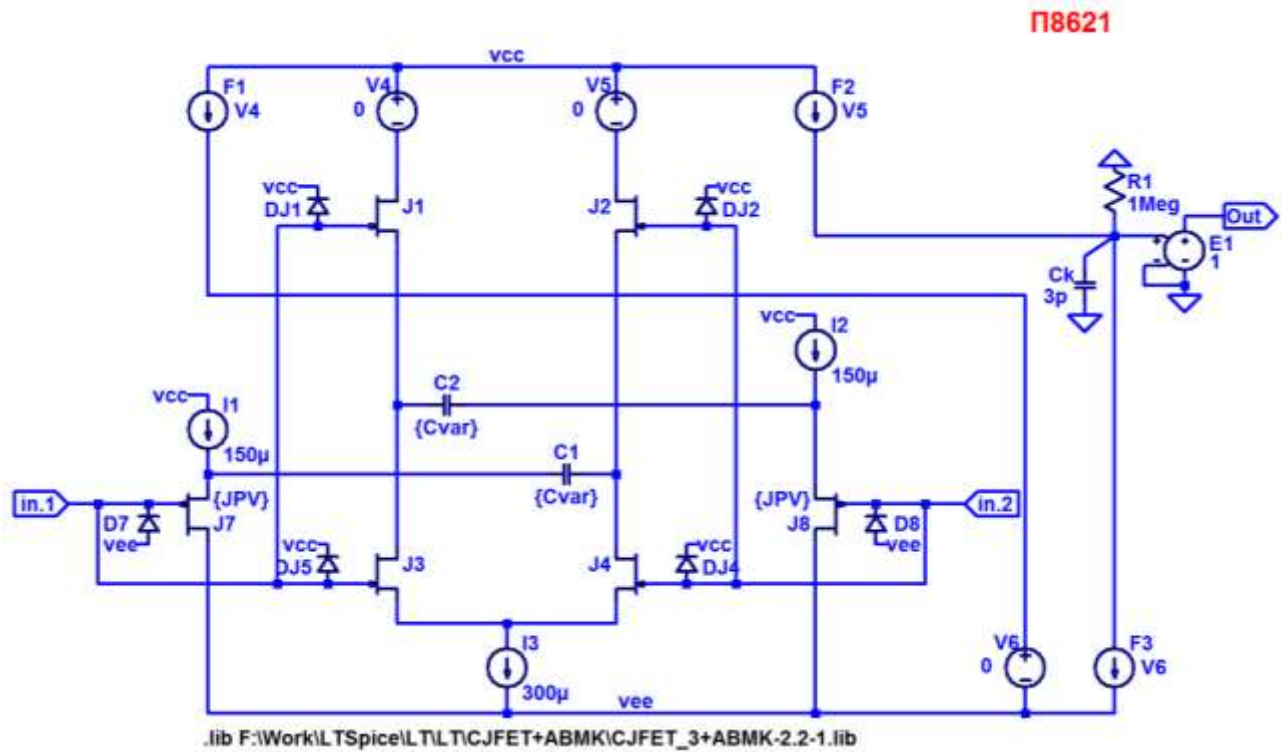 П8621
vcc
F1
V4
V4
0
V5
0
F2
V5
vcc
DJ1
J1
J2
vcc
DJ2
R1
1Meg
Out
E1
1
Ck
3p
vcc
I2
150µ
C2
{Cvar}
vcc
I1
150µ
C1
{Cvar}
in.1
{JPV}
D7
J7
vee
{JPV}
J8
D8
vee
in.2
vcc
DJ5
J3
J4
vcc
DJ4
I3
300µ
V6
0
F3
V6
vee
.lib F:\Work\LTSpice\LT\LT\CJFET+ABMK\CJFET_3+ABMK-2.2-1.lib